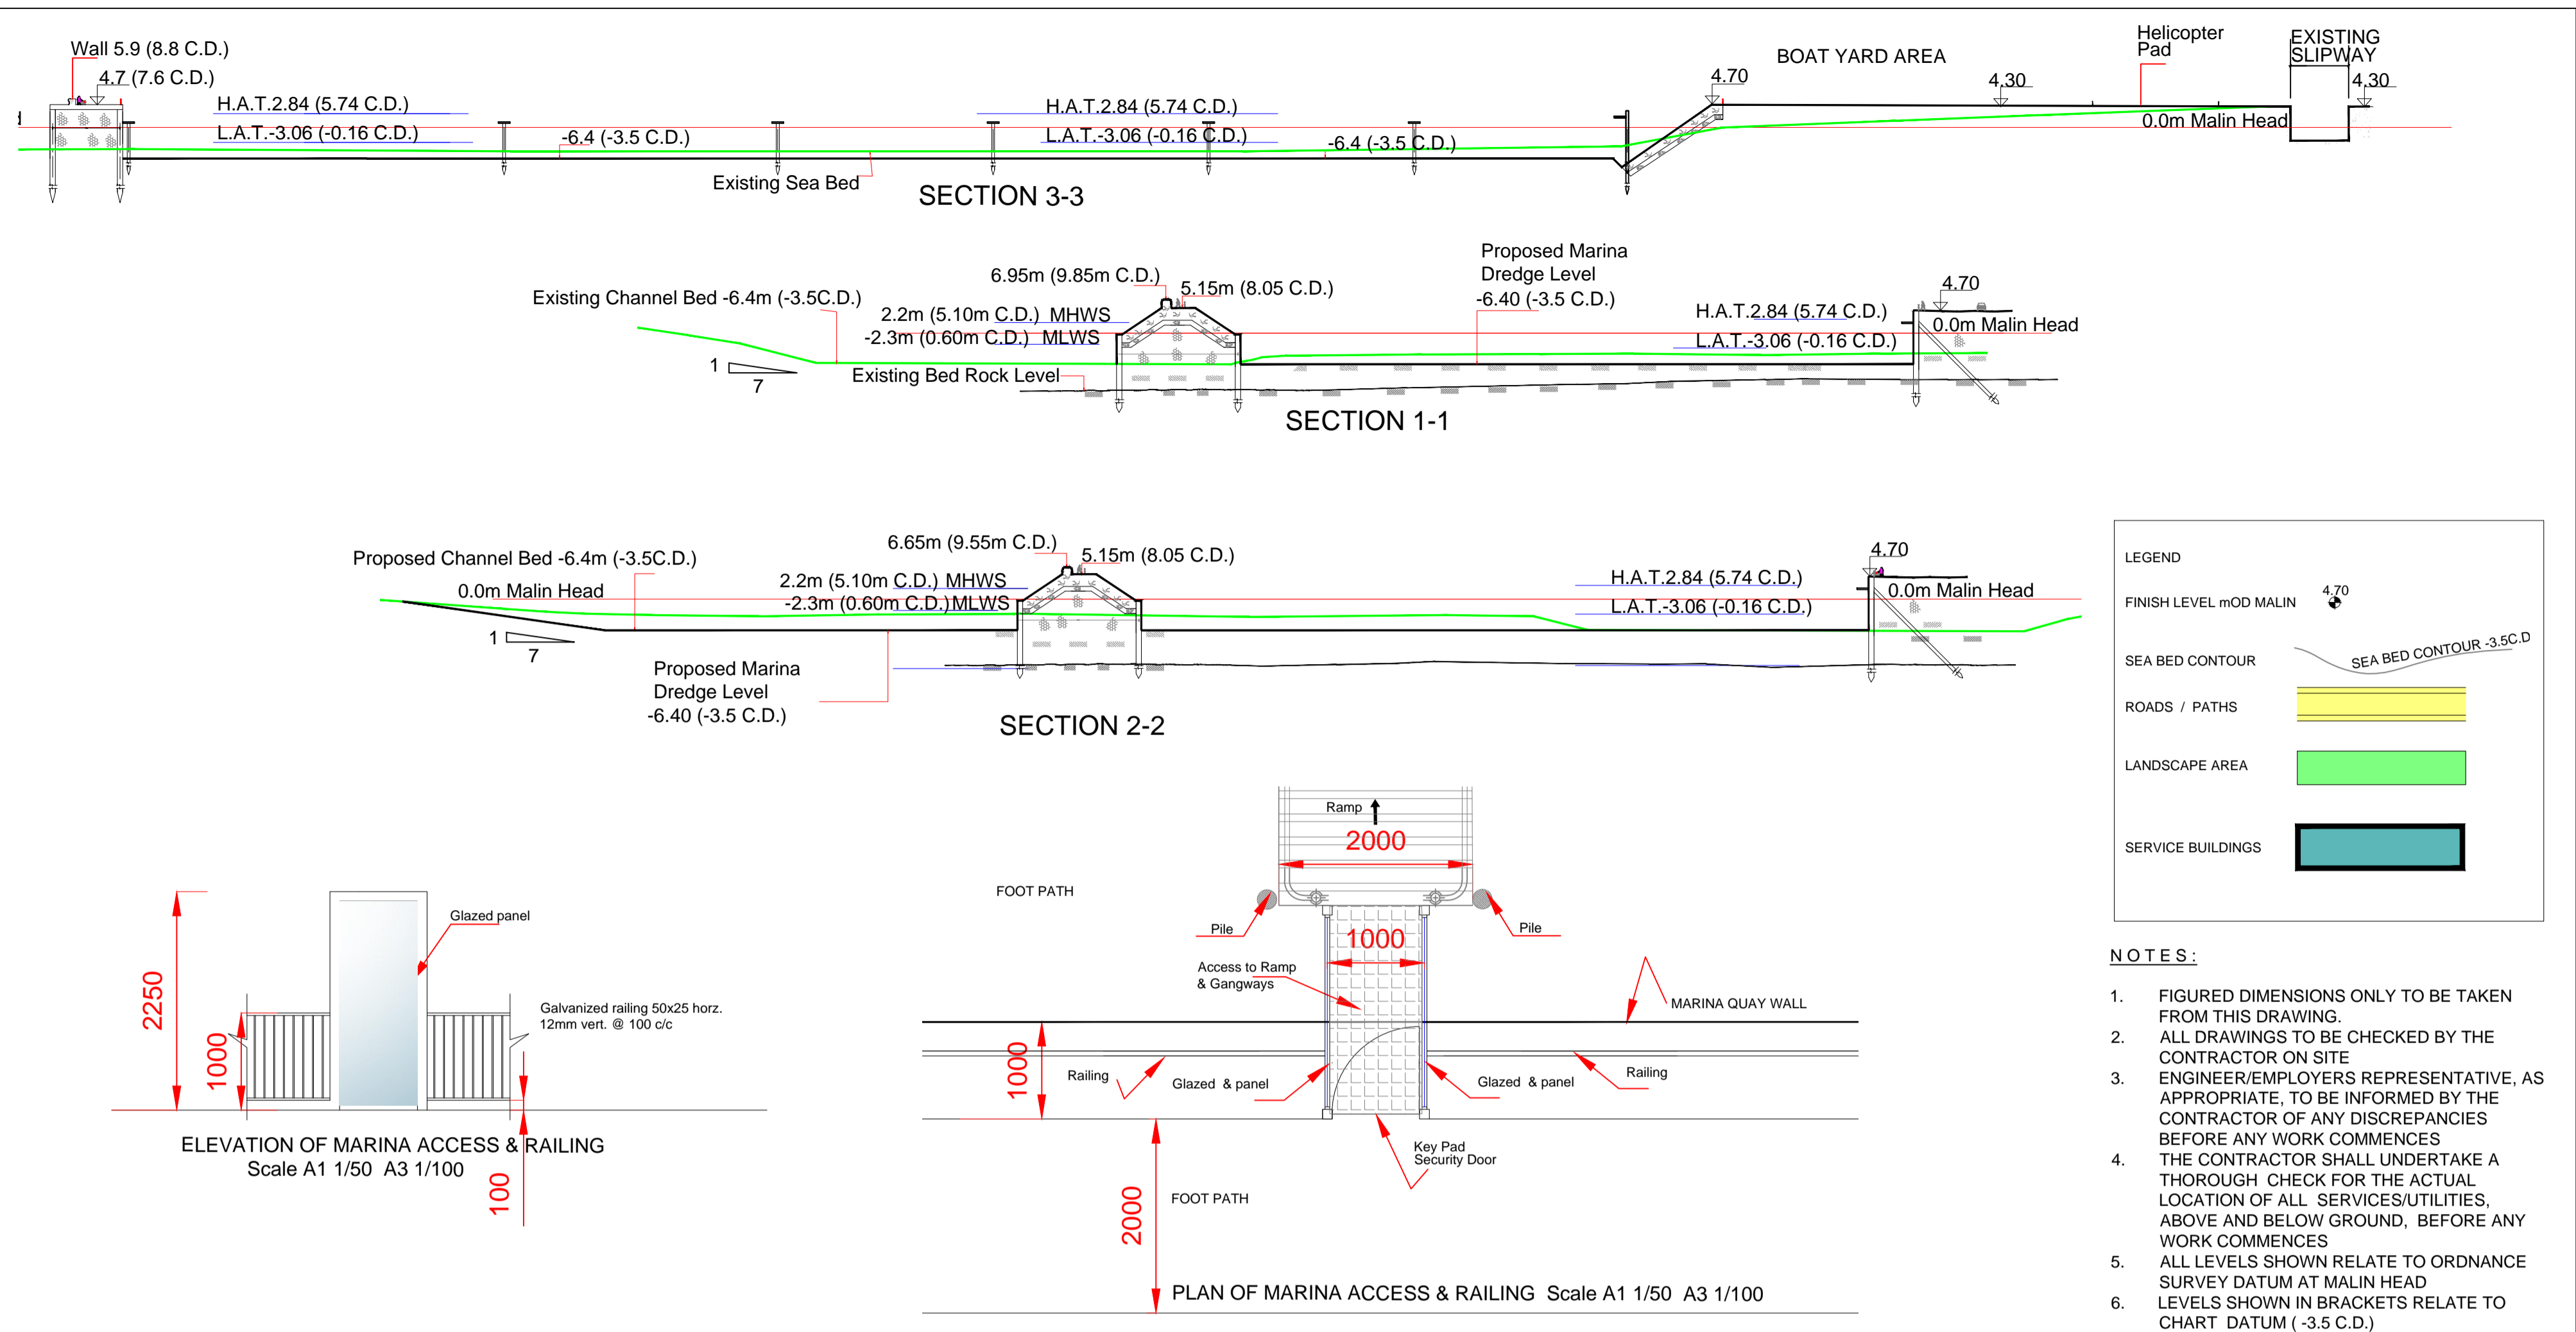 Wall 5.9 (8.8 C.D.)
4.7 (7.6 C.D.)
H.A.T.2.84 (5.74 C.D.)
L.A.T.-3.06 (-0.16 C.D.)
-6.4 (-3.5 C.D.)
Existing Sea Bed
H.A.T.2.84 (5.74 C.D.)
L.A.T.-3.06 (-0.16 C.D.)
-6.4 (-3.5 C.D.)
4.70
BOAT YARD AREA
4.30
Helicopter
Pad
EXISTING
SLIPWAY
4.30
0.0m Malin Head
SECTION 3-3
Existing Channel Bed -6.4m (-3.5C.D.)
6.95m (9.85m C.D.)
5.15m (8.05 C.D.)
2.2m (5.10m C.D.) MHWS
-2.3m (0.60m C.D.) MLWS
Existing Bed Rock Level
1
7
Proposed Marina
Dredge Level
-6.40 (-3.5 C.D.)
H.A.T.2.84 (5.74 C.D.)
L.A.T.-3.06 (-0.16 C.D.)
4.70
0.0m Malin Head
SECTION 1-1
Proposed Channel Bed -6.4m (-3.5C.D.)
0.0m Malin Head
6.65m (9.55m C.D.)
5.15m (8.05 C.D.)
2.2m (5.10m C.D.) MHWS
-2.3m (0.60m C.D.) MLWS
1
7
Proposed Marina
Dredge Level
-6.40 (-3.5 C.D.)
H.A.T.2.84 (5.74 C.D.)
L.A.T.-3.06 (-0.16 C.D.)
4.70
0.0m Malin Head
SECTION 2-2
LEGEND
FINISH LEVEL mOD MALIN
4.70
SEA BED CONTOUR
SEA BED CONTOUR -3.5C.D
ROADS / PATHS
LANDSCAPE AREA
SERVICE BUILDINGS
2250
1000
100
Glazed panel
Galvanized railing 50x25 horz.
12mm vert. @ 100 c/c
ELEVATION OF MARINA ACCESS & RAILING
Scale A1 1/50 A3 1/100
Ramp
2000
FOOT PATH
Pile
Pile
1000
Access to Ramp
& Gangways
MARINA QUAY WALL
1000
Railing
Glazed & panel
Glazed & panel
Railing
Key Pad
Security Door
2000
FOOT PATH
PLAN OF MARINA ACCESS & RAILING Scale A1 1/50 A3 1/100
NOTES:
1. FIGURED DIMENSIONS ONLY TO BE TAKEN
FROM THIS DRAWING.
2. ALL DRAWINGS TO BE CHECKED BY THE
CONTRACTOR ON SITE
3. ENGINEER/EMPLOYERS REPRESENTATIVE, AS
APPROPRIATE, TO BE INFORMED BY THE
CONTRACTOR OF ANY DISCREPANCIES
BEFORE ANY WORK COMMENCES
4. THE CONTRACTOR SHALL UNDERTAKE A
THOROUGH CHECK FOR THE ACTUAL
LOCATION OF ALL SERVICES/UTILITIES,
ABOVE AND BELOW GROUND, BEFORE ANY
WORK COMMENCES
5. ALL LEVELS SHOWN RELATE TO ORDNANCE
SURVEY DATUM AT MALIN HEAD
6. LEVELS SHOWN IN BRACKETS RELATE TO
CHART DATUM ( -3.5 C.D.)